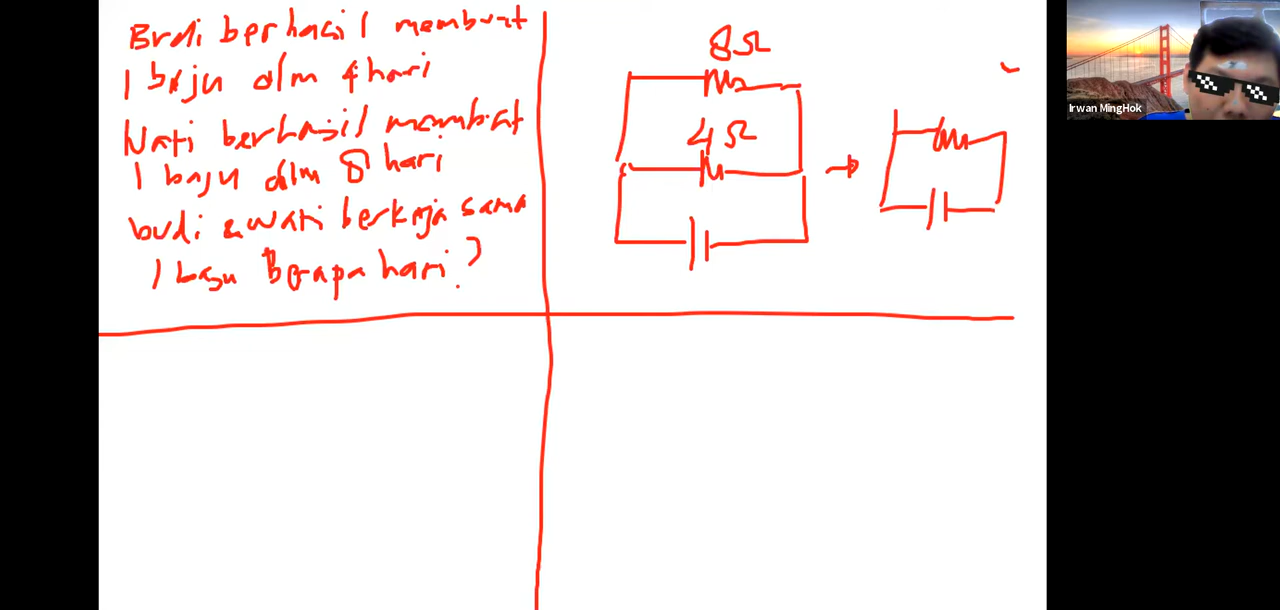 Budi berhasil membuat
1 baju dlm 4 hari
Wati berhasil membuat
1 baju dlm 8 hari
budi & wati berkerja sama
1 baju Berapa hari?
8Ω
4Ω
Irwan MingHok